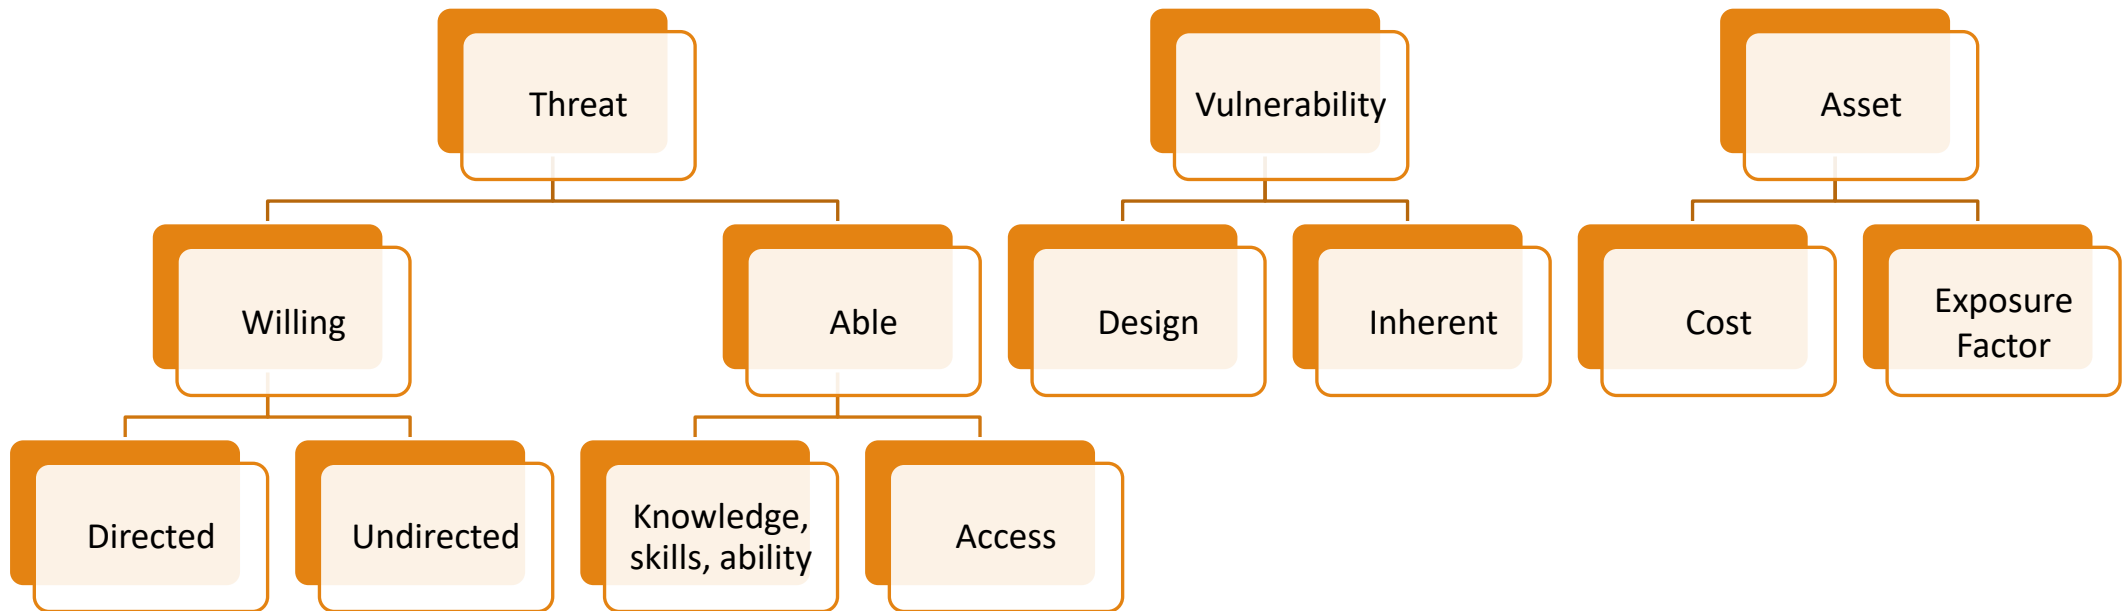 Threat
Vulnerability
Asset
Willing
Able
Design
Inherent
Cost
Exposure
Factor
Directed
Undirected
Knowledge,
skills, ability
Access